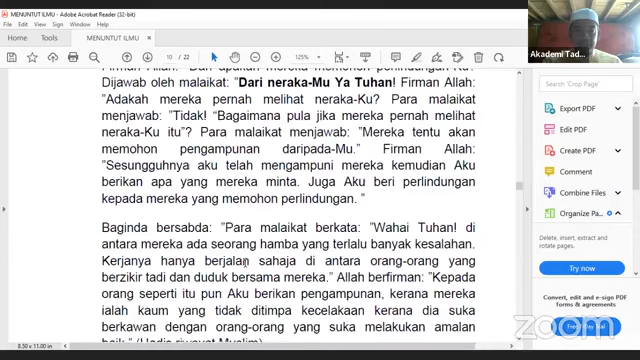 MENUNTUT ILMU - Adobe Acrobat Reader (32-bit)
File Edit View Sign Window Help
Home Tools MENUNTUT ILMU ×
10 / 22 125%
Dijawab oleh malaikat: "Dari neraka-Mu Ya Tuhan! Firman Allah:
"Adakah mereka pernah melihat neraka-Ku? Para malaikat
menjawab: "Tidak! "Bagaimana pula jika mereka pernah melihat
neraka-Ku itu"? Para malaikat menjawab: "Mereka tentu akan
memohon pengampunan daripada-Mu." Firman Allah:
"Sesungguhnya aku telah mengampuni mereka kemudian Aku
berikan apa yang mereka minta. Juga Aku beri perlindungan
kepada mereka yang memohon perlindungan. "
Baginda bersabda: "Para malaikat berkata: "Wahai Tuhan! di
antara mereka ada seorang hamba yang terlalu banyak kesalahan.
Kerjanya hanya berjalan sahaja di antara orang-orang yang
berzikir tadi dan duduk bersama mereka." Allah berfirman: "Kepada
orang seperti itu pun Aku berikan pengampunan, kerana mereka
ialah kaum yang tidak ditimpa kecelakaan kerana dia suka
berkawan dengan orang-orang yang suka melakukan amalan
baik." (Hadis riwayat Muslim)
8.50 x 11.00 in
Akademi Tad...
Search 'Crop Page'
Export PDF
Edit PDF
Create PDF
Comment
Combine Files
Organize Pa...
Delete, insert, extract and
rotate pages.
Try now
Convert, edit and e-sign PDF
forms & agreements
Free 7-Day Trial
zoom